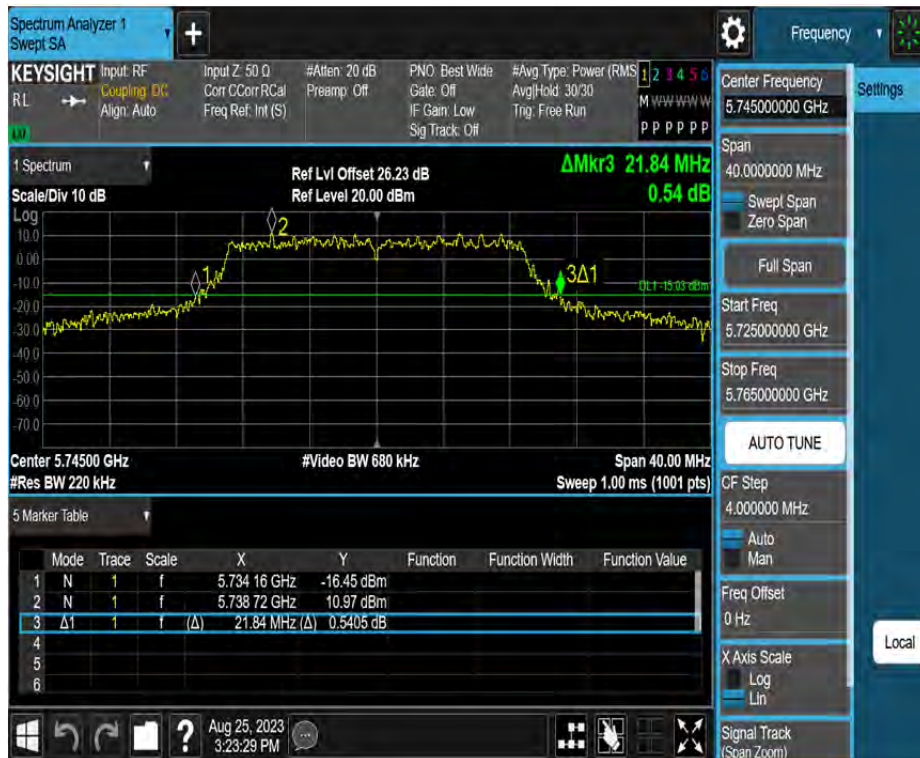 Spectrum Analyzer 1
Swept SA
Frequency
KEYSIGHT
RL
Input: RF
Coupling: DC
Align: Auto
Input Z: 50 Ω
Corr CCorr RCal
Freq Ref: Int (S)
#Atten: 20 dB
Preamp: Off
PNO: Best Wide
Gate: Off
IF Gain: Low
Sig Track: Off
#Avg Type: Power (RMS
Avg|Hold: 30/30
Trig: Free Run
1 2 3 4 5 6
M W W W W W
P P P P P P
Center Frequency
5.745000000 GHz
Settings
Span
40.0000000 MHz
Swept Span
Zero Span
Full Span
Start Freq
5.725000000 GHz
Stop Freq
5.765000000 GHz
AUTO TUNE
CF Step
4.000000 MHz
Auto
Man
Freq Offset
0 Hz
X Axis Scale
Log
Lin
Signal Track
(Span Zoom)
Local
1 Spectrum
Scale/Div 10 dB
Ref Lvl Offset 26.23 dB
Ref Level 20.00 dBm
ΔMkr3 21.84 MHz
0.54 dB
Log
10.0
0.00
-10.0
-20.0
-30.0
-40.0
-50.0
-60.0
-70.0
1
2
3Δ1
DL1 -15.03 dBm
Center 5.74500 GHz
#Video BW 680 kHz
Span 40.00 MHz
#Res BW 220 kHz
Sweep 1.00 ms (1001 pts)
5 Marker Table
Mode Trace Scale X Y Function Function Width Function Value
1 N 1 f 5.734 16 GHz -16.45 dBm
2 N 1 f 5.738 72 GHz 10.97 dBm
3 Δ1 1 f (Δ) 21.84 MHz (Δ) 0.5405 dB
4
5
6
?
Aug 25, 2023
3:23:29 PM